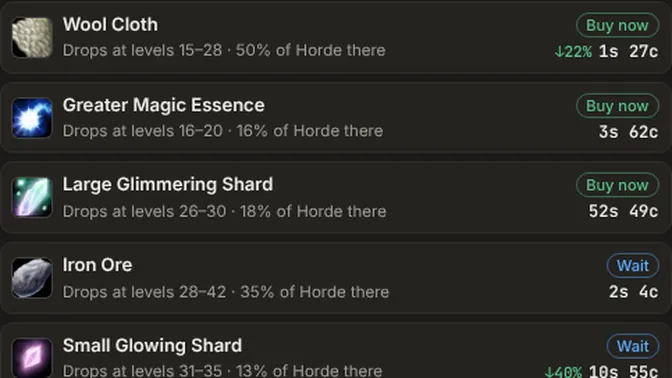 Wool Cloth
Buy now
Drops at levels 15–28 · 50% of Horde there
↓22% 1s 27c
Greater Magic Essence
Buy now
Drops at levels 16–20 · 16% of Horde there
3s 62c
Large Glimmering Shard
Buy now
Drops at levels 26–30 · 18% of Horde there
52s 49c
Iron Ore
Wait
Drops at levels 28–42 · 35% of Horde there
2s 4c
Small Glowing Shard
Wait
Drops at levels 31–35 · 13% of Horde there
↓40% 10s 55c